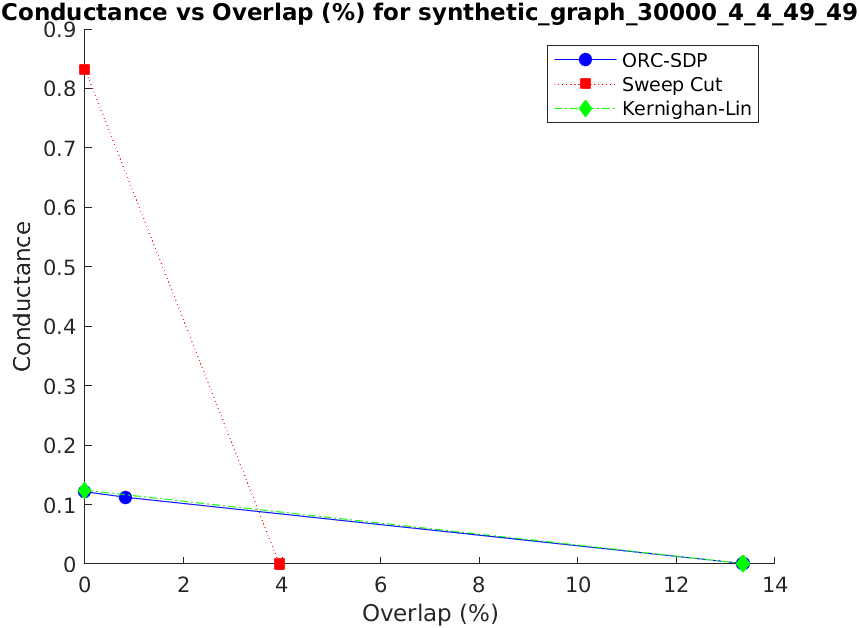 Conductance vs Overlap (%) for synthetic_graph_30000_4_4_49_49
0.9
0.8
0.7
0.6
0.5
0.4
0.3
0.2
0.1
0
Conductance
ORC-SDP
Sweep Cut
Kernighan-Lin
0 2 4 6 8 10 12 14
Overlap (%)